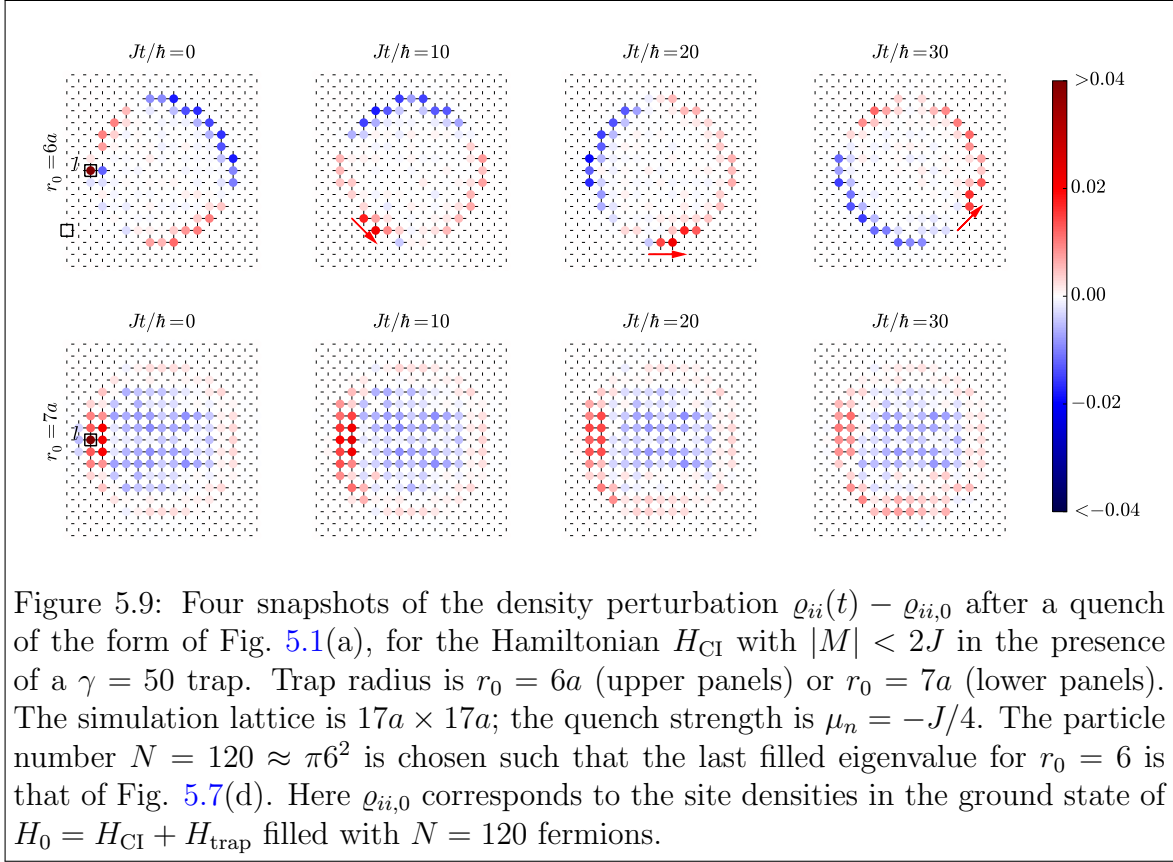 Jt/ħ=0
Jt/ħ=10
Jt/ħ=20
Jt/ħ=30
r₀=6a
l
>0.04
0.02
0.00
−0.02
<−0.04
Jt/ħ=0
Jt/ħ=10
Jt/ħ=20
Jt/ħ=30
r₀=7a
l
Figure 5.9: Four snapshots of the density perturbation ϱᵢᵢ(t) − ϱᵢᵢ,₀ after a quench
of the form of Fig. 5.1(a), for the Hamiltonian H_CI with |M| < 2J in the presence
of a γ = 50 trap. Trap radius is r₀ = 6a (upper panels) or r₀ = 7a (lower panels).
The simulation lattice is 17a × 17a; the quench strength is μₙ = −J/4. The particle
number N = 120 ≈ π6² is chosen such that the last filled eigenvalue for r₀ = 6 is
that of Fig. 5.7(d). Here ϱᵢᵢ,₀ corresponds to the site densities in the ground state of
H₀ = H_CI + H_trap filled with N = 120 fermions.